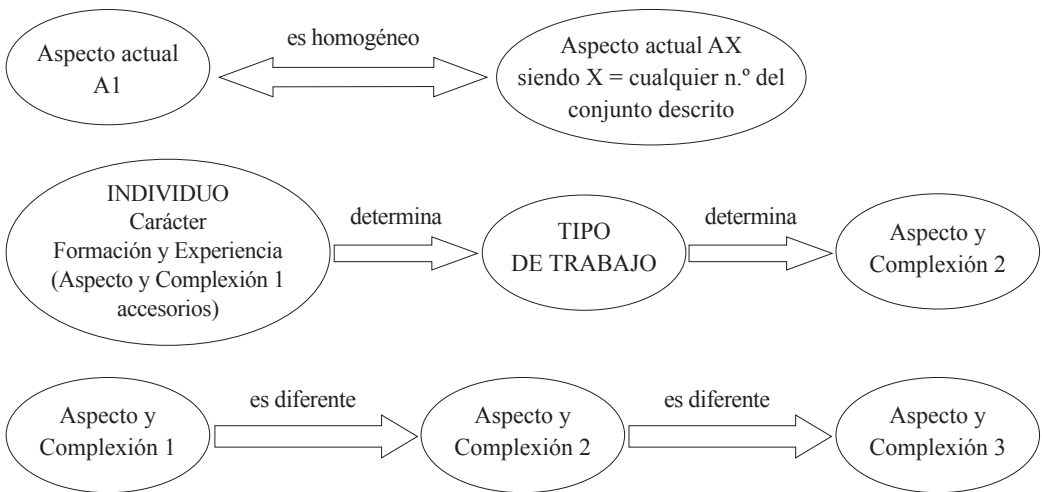 Aspecto actual
A1
es homogéneo
Aspecto actual AX
siendo X = cualquier n.º del
conjunto descrito
INDIVIDUO
Carácter
Formación y Experiencia
(Aspecto y Complexión 1
accesorios)
determina
TIPO
DE TRABAJO
determina
Aspecto y
Complexión 2
Aspecto y
Complexión 1
es diferente
Aspecto y
Complexión 2
es diferente
Aspecto y
Complexión 3